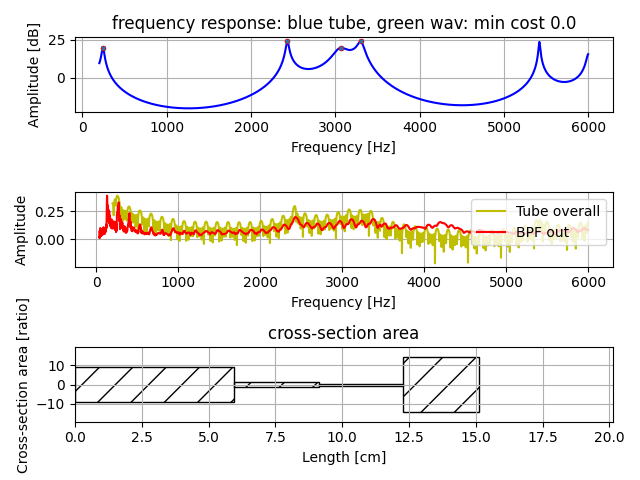 frequency response: blue tube, green wav: min cost 0.0
Amplitude [dB]
25
0
0 1000 2000 3000 4000 5000 6000
Frequency [Hz]
Amplitude
0.25
0.00
Tube overall
BPF out
0 1000 2000 3000 4000 5000 6000
Frequency [Hz]
cross-section area
Cross-section area [ratio]
10
0
−10
0.0 2.5 5.0 7.5 10.0 12.5 15.0 17.5 20.0
Length [cm]